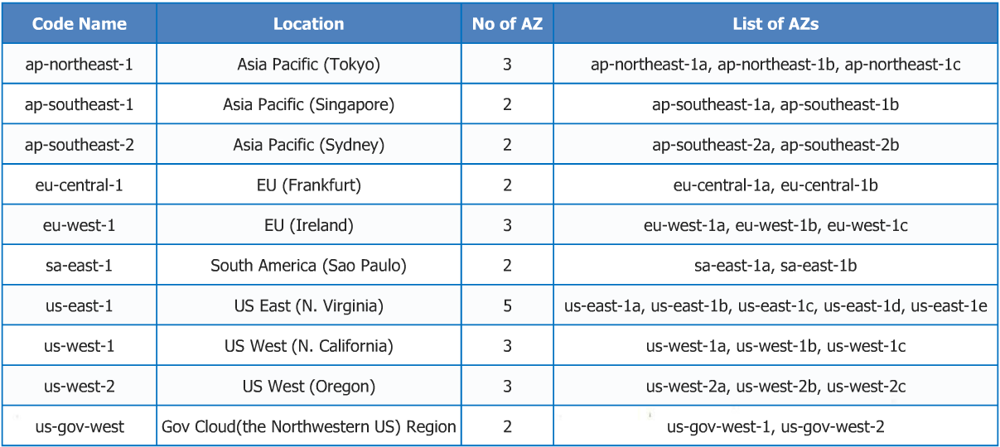 Code Name Location No of AZ List of AZs
ap-northeast-1 Asia Pacific (Tokyo) 3 ap-northeast-1a, ap-northeast-1b, ap-northeast-1c
ap-southeast-1 Asia Pacific (Singapore) 2 ap-southeast-1a, ap-southeast-1b
ap-southeast-2 Asia Pacific (Sydney) 2 ap-southeast-2a, ap-southeast-2b
eu-central-1 EU (Frankfurt) 2 eu-central-1a, eu-central-1b
eu-west-1 EU (Ireland) 3 eu-west-1a, eu-west-1b, eu-west-1c
sa-east-1 South America (Sao Paulo) 2 sa-east-1a, sa-east-1b
us-east-1 US East (N. Virginia) 5 us-east-1a, us-east-1b, us-east-1c, us-east-1d, us-east-1e
us-west-1 US West (N. California) 3 us-west-1a, us-west-1b, us-west-1c
us-west-2 US West (Oregon) 3 us-west-2a, us-west-2b, us-west-2c
us-gov-west Gov Cloud(the Northwestern US) Region 2 us-gov-west-1, us-gov-west-2